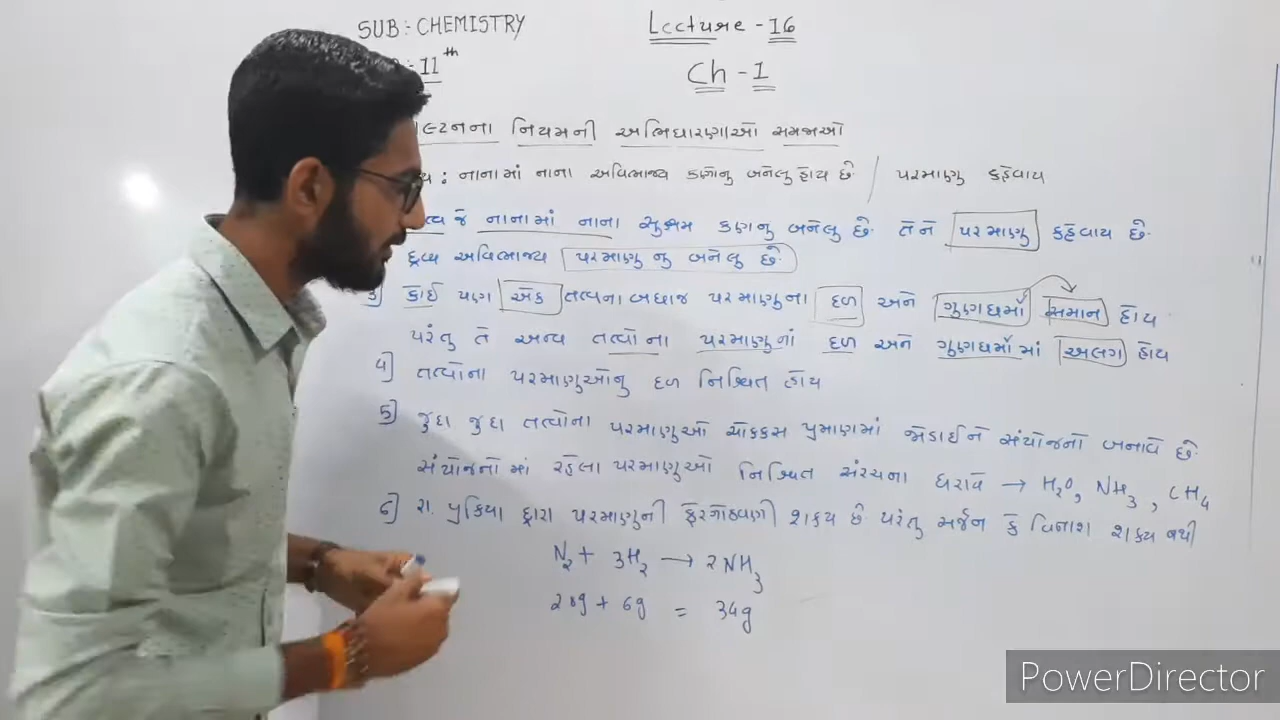 SUB:- CHEMISTRY
Lecture - 16
11th
Ch - 1
લ્ટનના નિયમની અભિધારણાઓ સમજાવો
: નાનામાં નાના અવિભાજ્ય કણોનુ બનેલુ હોય છે / પરમાણુ કહેવાય
ત્વ જે નાનામાં નાના સુક્ષ્મ કણનુ બનેલુ છે તેને પરમાણુ કહેવાય છે.
દ્રવ્ય અવિભાજ્ય પરમાણુ નુ બનેલુ છે.
૩) કોઈ પણ એક તત્વના બધાજ પરમાણુના દળ અને ગુણધર્મો સમાન હોય
પરંતુ તે અન્ય તત્વોના પરમાણુનાં દળ અને ગુણધર્મોમાં અલગ હોય
4] તત્વોના પરમાણુઓનુ દળ નિશ્ચિત હોય
5] જુદા જુદા તત્વોના પરમાણુઓ ચોક્કસ પ્રમાણમાં જોડાઈને સંયોજનો બનાવે છે.
સંયોજનોમાં રહેલા પરમાણુઓ નિશ્ચિત સંરચના ધરાવે → H₂O, NH₃, CH₄
6] રા. પ્રક્રિયા દ્વારા પરમાણુની ફેરગોઠવણી શક્ય છે પરંતુ સર્જન કે વિનાશ શક્ય નથી
N₂ + 3H₂ → 2NH₃
28g + 6g = 34g
PowerDirector